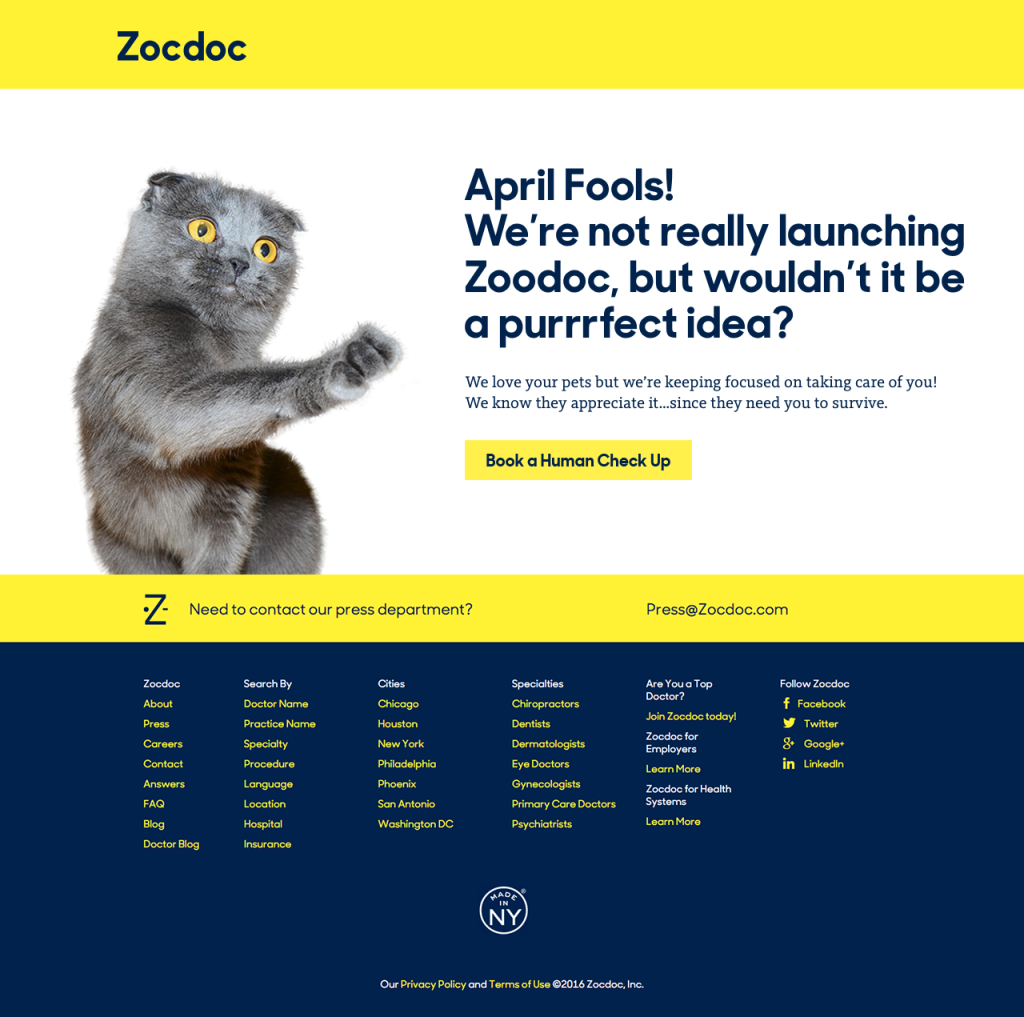 Zocdoc
April Fools!
We're not really launching
Zoodoc, but wouldn't it be
a purrrfect idea?
We love your pets but we're keeping focused on taking care of you!
We know they appreciate it...since they need you to survive.
Book a Human Check Up
Z
Need to contact our press department?
Press@Zocdoc.com
Zocdoc
About
Press
Careers
Contact
Answers
FAQ
Blog
Doctor Blog
Search By
Doctor Name
Practice Name
Specialty
Procedure
Language
Location
Hospital
Insurance
Cities
Chicago
Houston
New York
Philadelphia
Phoenix
San Antonio
Washington DC
Specialties
Chiropractors
Dentists
Dermatologists
Eye Doctors
Gynecologists
Primary Care Doctors
Psychiatrists
Are You a Top
Doctor?
Join Zocdoc today!
Zocdoc for
Employers
Learn More
Zocdoc for Health
Systems
Learn More
Follow Zocdoc
f Facebook
Twitter
g+ Google+
in LinkedIn
MADE
IN
NY®
Our Privacy Policy and Terms of Use ©2016 Zocdoc, Inc.